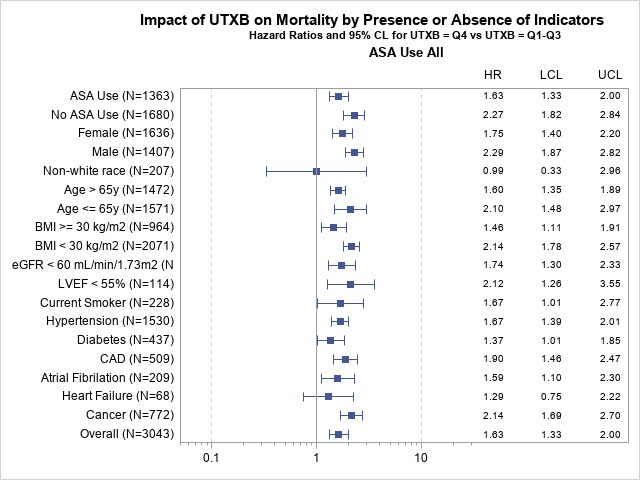 Impact of UTXB on Mortality by Presence or Absence of Indicators
Hazard Ratios and 95% CL for UTXB = Q4 vs UTXB = Q1-Q3
ASA Use All
HR LCL UCL
ASA Use (N=1363) 1.63 1.33 2.00
No ASA Use (N=1680) 2.27 1.82 2.84
Female (N=1636) 1.75 1.40 2.20
Male (N=1407) 2.29 1.87 2.82
Non-white race (N=207) 0.99 0.33 2.96
Age > 65y (N=1472) 1.60 1.35 1.89
Age <= 65y (N=1571) 2.10 1.48 2.97
BMI >= 30 kg/m2 (N=964) 1.46 1.11 1.91
BMI < 30 kg/m2 (N=2071) 2.14 1.78 2.57
eGFR < 60 mL/min/1.73m2 (N 1.74 1.30 2.33
LVEF < 55% (N=114) 2.12 1.26 3.55
Current Smoker (N=228) 1.67 1.01 2.77
Hypertension (N=1530) 1.67 1.39 2.01
Diabetes (N=437) 1.37 1.01 1.85
CAD (N=509) 1.90 1.46 2.47
Atrial Fibrilation (N=209) 1.59 1.10 2.30
Heart Failure (N=68) 1.29 0.75 2.22
Cancer (N=772) 2.14 1.69 2.70
Overall (N=3043) 1.63 1.33 2.00
0.1 1 10